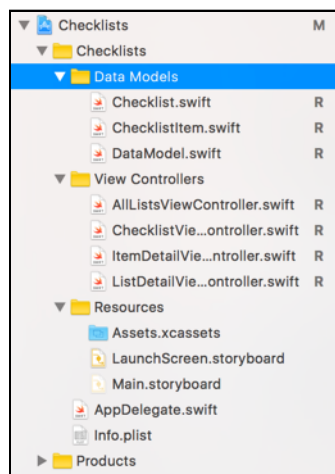 Checklists M
Checklists
Data Models
Checklist.swift R
ChecklistItem.swift R
DataModel.swift R
View Controllers
AllListsViewController.swift R
ChecklistVie...ontroller.swift R
ItemDetailVie...ntroller.swift R
ListDetailVie...ontroller.swift R
Resources
Assets.xcassets
LaunchScreen.storyboard
Main.storyboard
AppDelegate.swift
Info.plist
Products